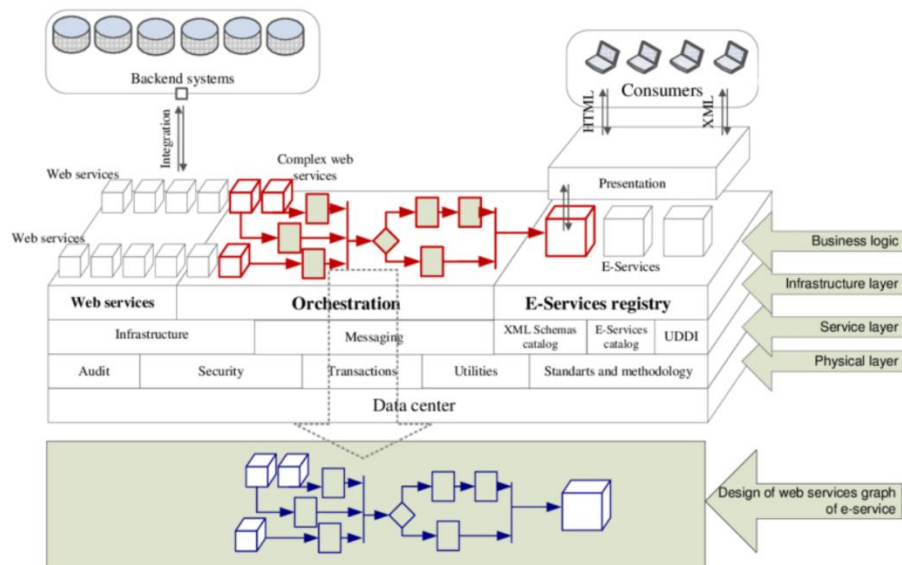 Backend systems
Consumers
HTML
XML
Integration
Complex web
services
Web services
Presentation
Web services
E-Services
Business logic
Web services
Orchestration
E-Services registry
Infrastructure layer
Infrastructure
Messaging
XML Schemas
catalog
E-Services
catalog
UDDI
Service layer
Audit
Security
Transactions
Utilities
Standarts and methodology
Physical layer
Data center
Design of web services graph
of e-service